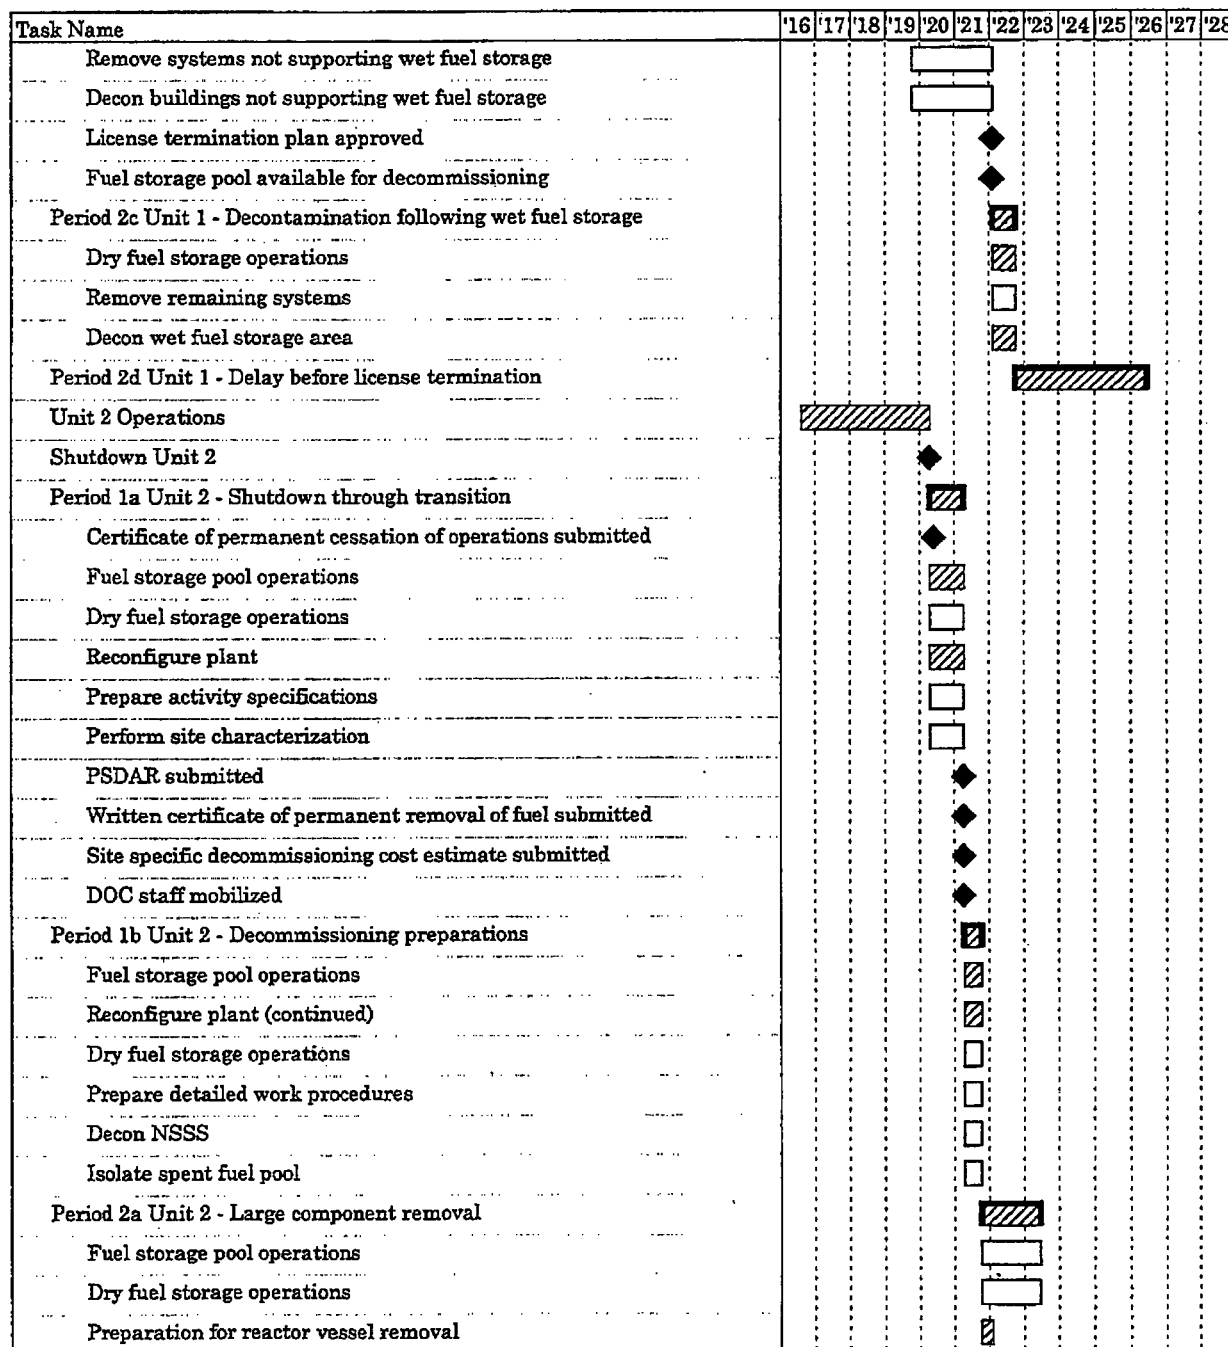 Task Name '16 '17 '18 '19 '20 '21 '22 '23 '24 '25 '26 '27 '28
Remove systems not supporting wet fuel storage
Decon buildings not supporting wet fuel storage
License termination plan approved
Fuel storage pool available for decommissioning
Period 2c Unit 1 - Decontamination following wet fuel storage
Dry fuel storage operations
Remove remaining systems
Decon wet fuel storage area
Period 2d Unit 1 - Delay before license termination
Unit 2 Operations
Shutdown Unit 2
Period 1a Unit 2 - Shutdown through transition
Certificate of permanent cessation of operations submitted
Fuel storage pool operations
Dry fuel storage operations
Reconfigure plant
Prepare activity specifications
Perform site characterization
PSDAR submitted
Written certificate of permanent removal of fuel submitted
Site specific decommissioning cost estimate submitted
DOC staff mobilized
Period 1b Unit 2 - Decommissioning preparations
Fuel storage pool operations
Reconfigure plant (continued)
Dry fuel storage operations
Prepare detailed work procedures
Decon NSSS
Isolate spent fuel pool
Period 2a Unit 2 - Large component removal
Fuel storage pool operations
Dry fuel storage operations
Preparation for reactor vessel removal